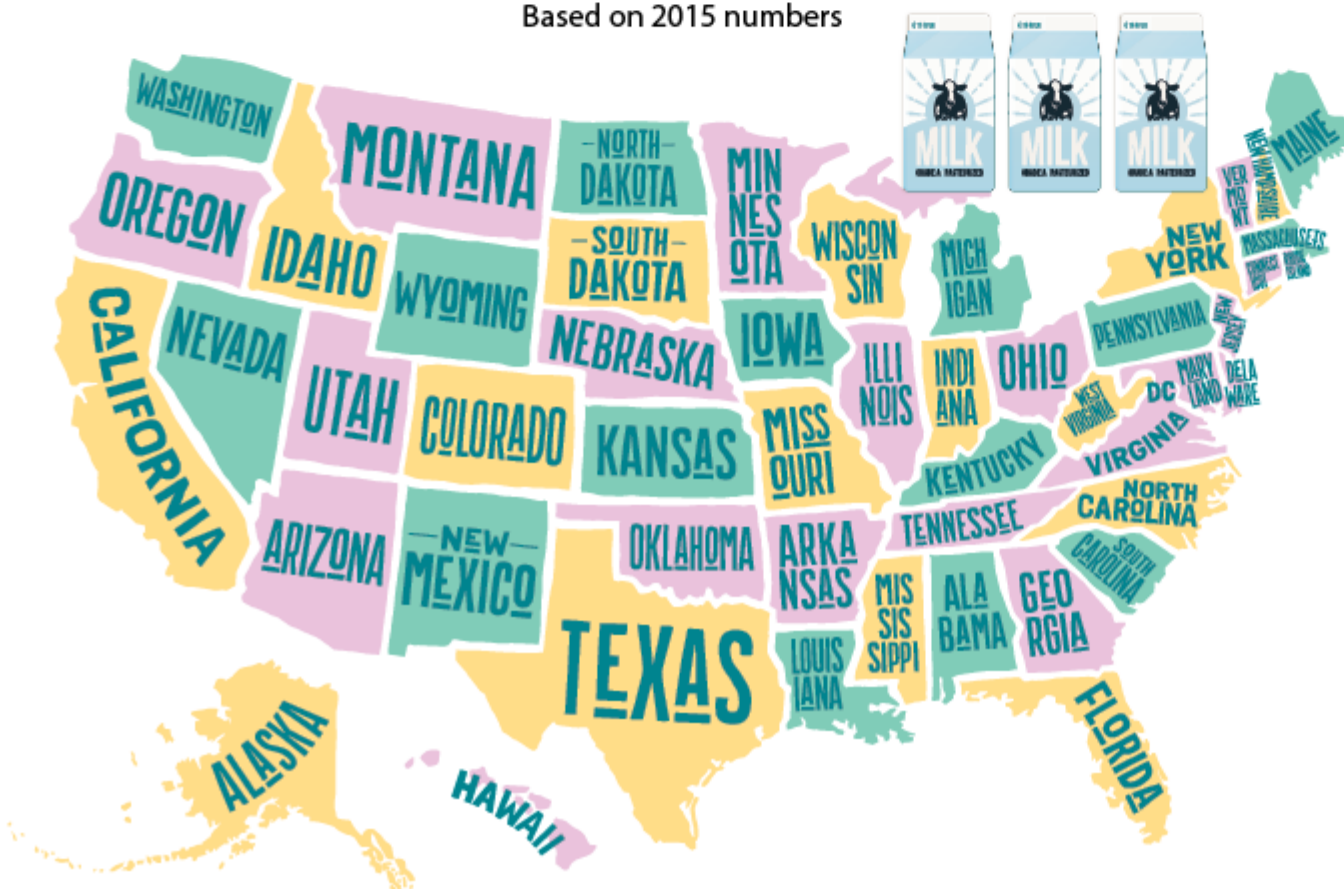 Based on 2015 numbers
MILK
MILK
MILK
WASHINGTON
MONTANA
NORTH
DAKOTA
MIN
NES
OTA
MAINE
NEW HAMPSHIRE
VER
MO
NT
OREGON
IDAHO
WYOMING
SOUTH
DAKOTA
WISCON
SIN
MICH
IGAN
NEW
YORK
MASSACHUSETS
CALIFORNIA
NEVADA
UTAH
COLORADO
NEBRASKA
IOWA
ILLI
NOIS
INDI
ANA
OHIO
PENNSYLVANIA
NEW
JERSEY
WEST
VIRGINIA
DC
MARY
LAND
DELA
WARE
KANSAS
MISS
OURI
KENTUCKY
VIRGINIA
ARIZONA
NEW
MEXICO
OKLAHOMA
ARKA
NSAS
TENNESSEE
NORTH
CAROLINA
SOUTH
CAROLINA
TEXAS
LOUIS
IANA
MIS
SIS
SIPPI
ALA
BAMA
GEO
RGIA
FLORIDA
ALASKA
HAWAII